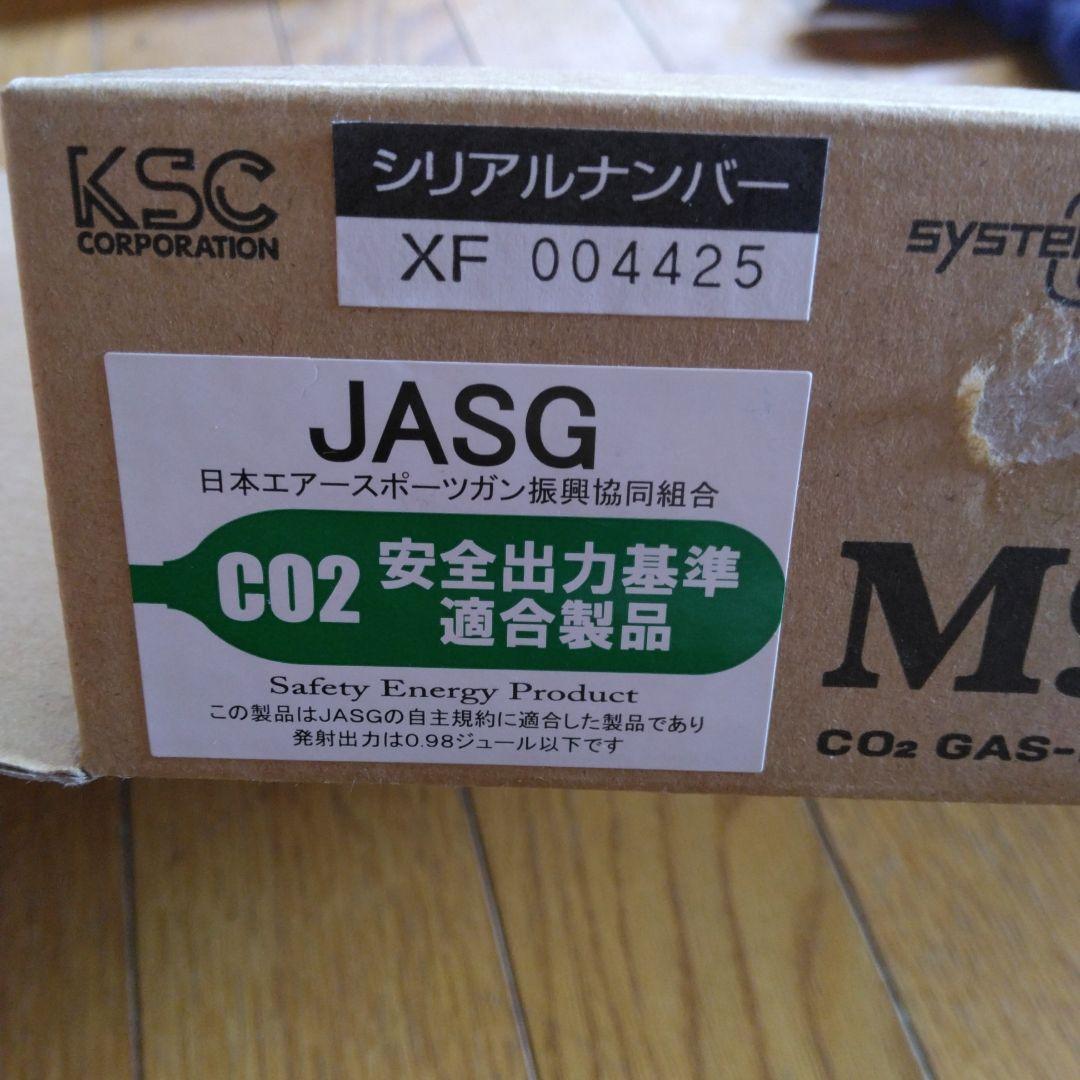 KSC
CORPORATION
シリアルナンバー
XF 004425
JASG
日本エアースポーツガン振興協同組合
CO2 安全出力基準
適合製品
Safety Energy Product
この製品はJASGの自主規約に適合した製品であり
発射出力は0.98ジュール以下です
CO₂ GAS-